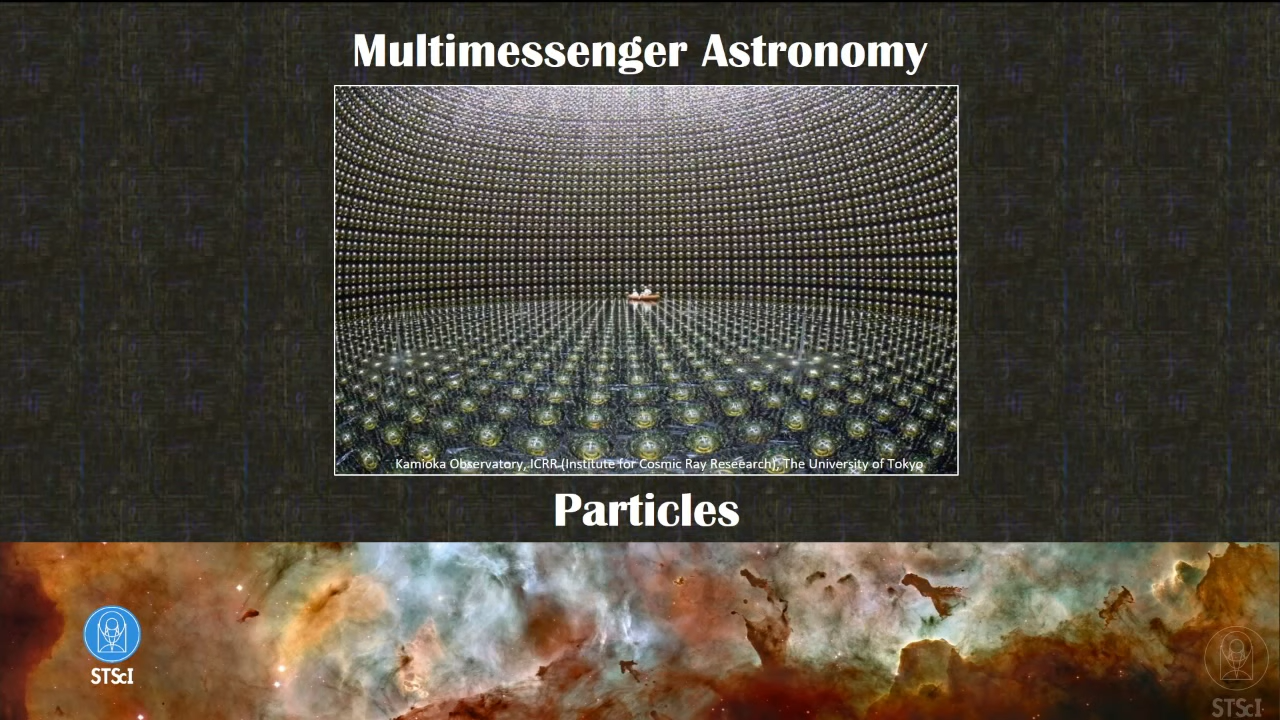 Multimessenger Astronomy
Kamioka Observatory, ICRR (Institute for Cosmic Ray Reseearch), The University of Tokyo
Particles
STScI
STScI